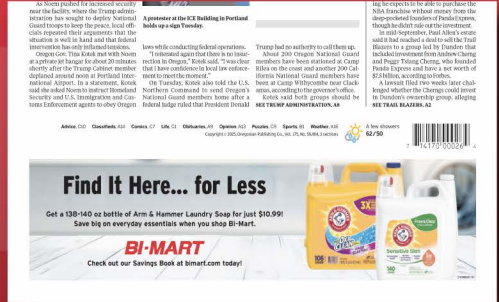 As Noem pushed for increased security
near the facility, where the Trump admin-
istration has sought to deploy National
Guard troops to keep the peace, local offi-
cials repeated their arguments that the
situation is well in hand and that federal
intervention has only inflamed tensions.
Oregon Gov. Tina Kotek met with Noem
at a private jet hangar for about 20 minutes
shortly after the Trump Cabinet member
deplaned around noon at Portland Inter-
national Airport. In a statement, Kotek
said she asked Noem to instruct Homeland
Security and the U.S. Immigration and Cus-
toms Enforcement agents to obey Oregon
A protester at the ICE Building in Portland
holds up a sign Tuesday.
laws while conducting federal operations.
"I reiterated again that there is no insur-
rection in Oregon," Kotek said. "I was clear
that I have confidence in local law enforce-
ment to meet the moment."
On Tuesday, Kotek also told the U.S.
Northern Command to send Oregon's
National Guard members home after a
federal judge ruled that President Donald
Trump had no authority to call them up.
About 200 Oregon National Guard
members have been stationed at Camp
Rilea on the coast and another 200 Cal-
ifornia National Guard members have
been at Camp Withycombe near Clack-
amas, according to the governor's office.
Kotek said both groups should be
SEE TRUMP ADMINISTRATION, A8
ing he expects to be able to purchase the
NBA franchise without money from the
deep-pocketed founders of Panda Express,
though he didn't rule out the investment.
In mid-September, Paul Allen's estate
said it had reached a deal to sell the Trail
Blazers to a group led by Dundon that
included investment from Andrew Cherng
and Peggy Tsiang Cherng, who founded
Panda Express and have a net worth of
$7.5 billion, according to Forbes.
A lawsuit filed two weeks later chal-
lenged whether the Cherngs could invest
in Dundon's ownership group, alleging
SEE TRAIL BLAZERS, A2
Advice, C10 Classifieds, A14 Comics, C7 Life, C1 Obituaries, A9 Opinion, A13 Puzzles, C9 Sports, B1 Weather, A16
Copyright © 2025, Oregonian Publishing Co., Vol. 175, No. 59,484, 3 sections
A few showers
62/50
7 14170 00026 4
Find It Here... for Less
Get a 138-140 oz bottle of Arm & Hammer Laundry Soap for just $10.99!
Save big on everyday essentials when you shop Bi-Mart.
BI-MART
Check out our Savings Book at bimart.com today!
3X
ARM & HAMMER
Sensitive Skin